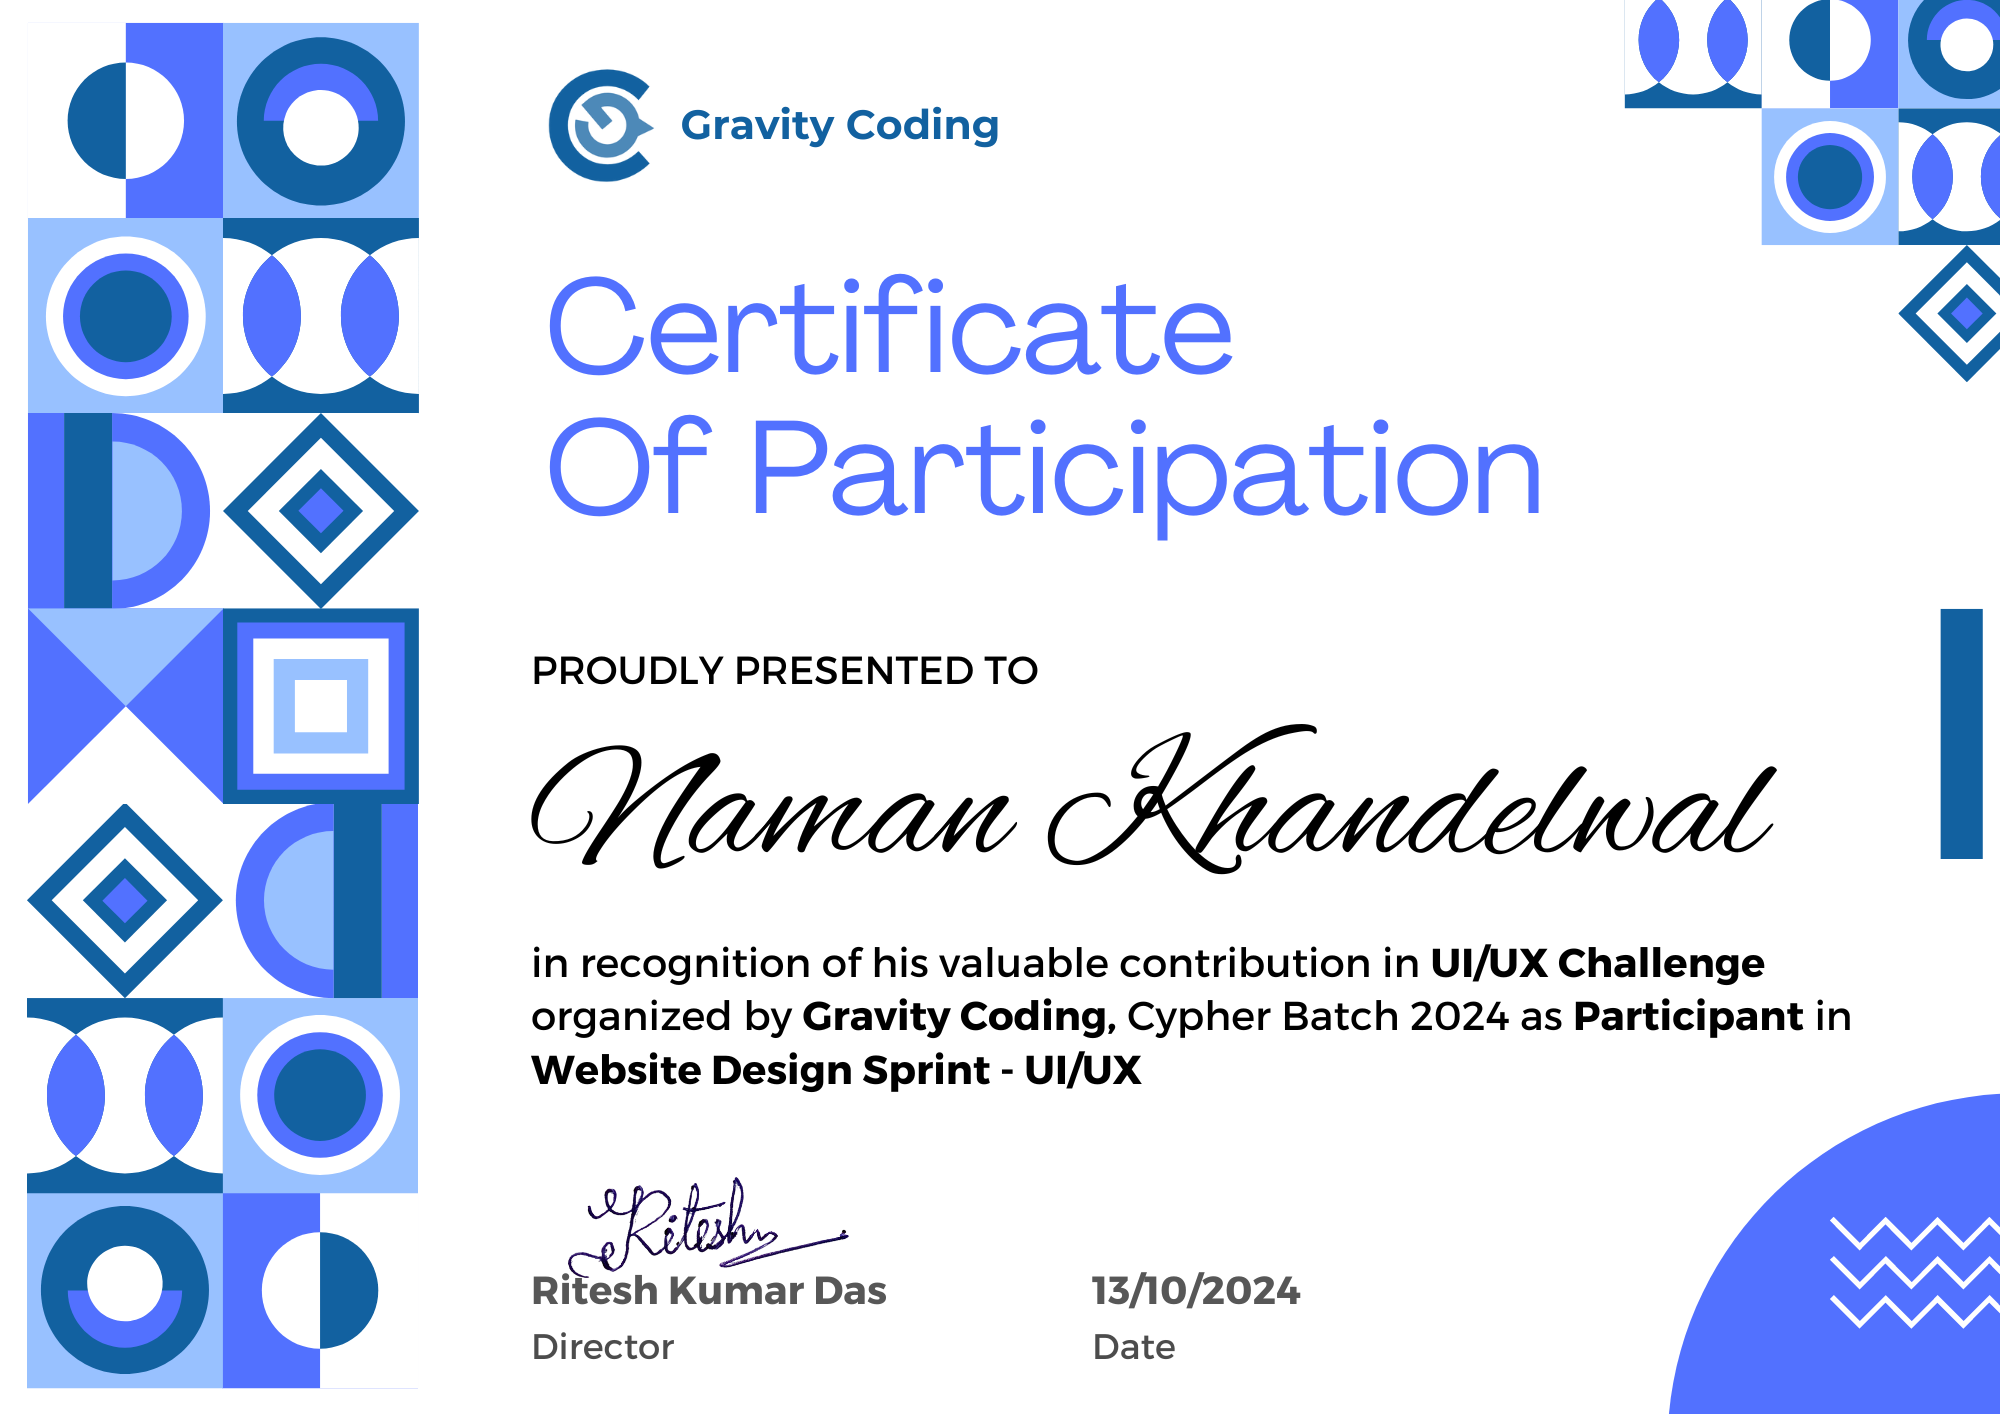 Gravity Coding
Certificate
Of Participation
PROUDLY PRESENTED TO
Naman Khandelwal
in recognition of his valuable contribution in UI/UX Challenge
organized by Gravity Coding, Cypher Batch 2024 as Participant in
Website Design Sprint - UI/UX
Ritesh
Ritesh Kumar Das
13/10/2024
Director
Date